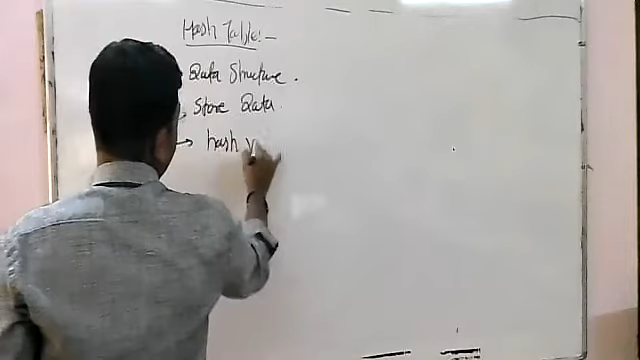 Hash Table:-
Data Structure.
Store Data.
→ hash v